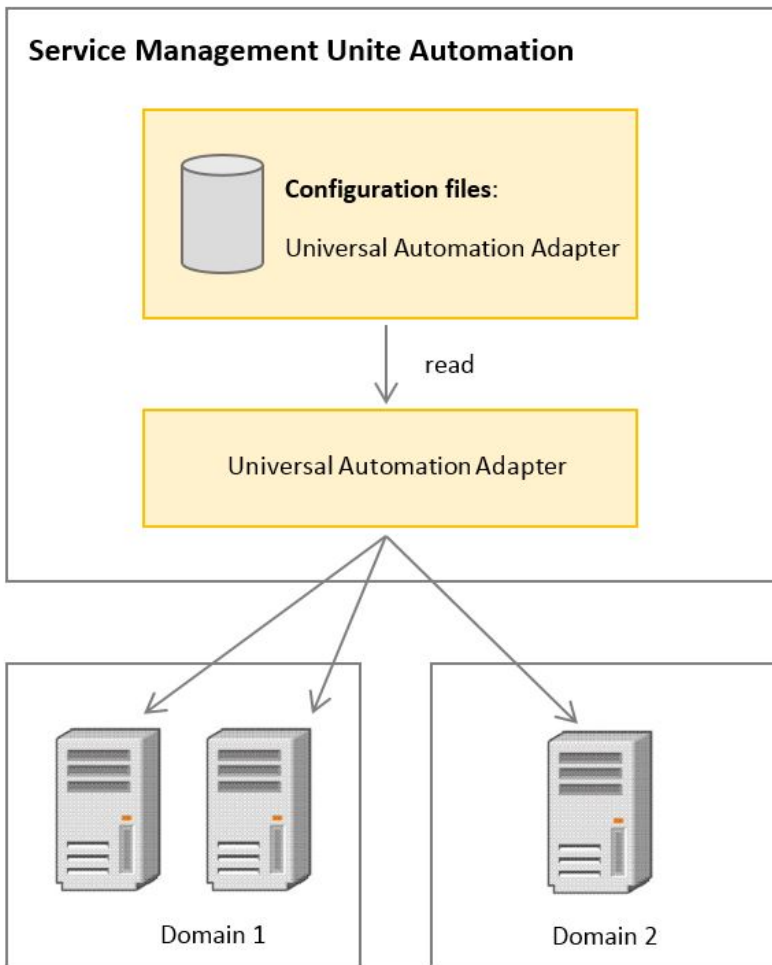 Service Management Unite Automation
Configuration files:
Universal Automation Adapter
read
Universal Automation Adapter
Domain 1
Domain 2